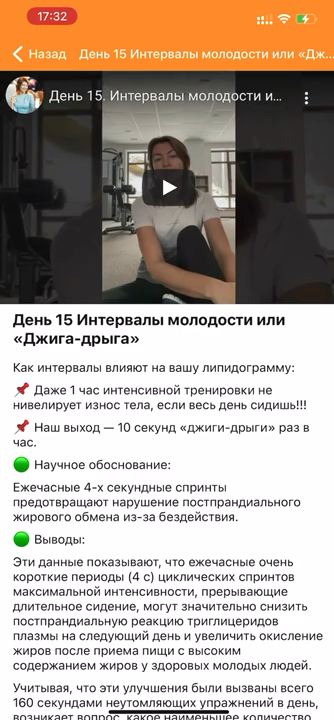 17:32
Назад День 15 Интервалы молодости или «Дж...
День 15. Интервалы молодости и...
День 15 Интервалы молодости или
«Джига-дрыга»
Как интервалы влияют на вашу липидограмму:
📌 Даже 1 час интенсивной тренировки не
нивелирует износ тела, если весь день сидишь!!!
📌 Наш выход — 10 секунд «джиги-дрыги» раз в
час.
🟢 Научное обоснование:
Ежечасные 4-х секундные спринты
предотвращают нарушение постпрандиального
жирового обмена из-за бездействия.
🟢 Выводы:
Эти данные показывают, что ежечасные очень
короткие периоды (4 с) циклических спринтов
максимальной интенсивности, прерывающие
длительное сидение, могут значительно снизить
постпрандиальную реакцию триглицеридов
плазмы на следующий день и увеличить окисление
жиров после приема пищи с высоким
содержанием жиров у здоровых молодых людей.
Учитывая, что эти улучшения были вызваны всего
160 секундами неутомляющих упражнений в день,
возникает вопрос, какое наименьшее количество